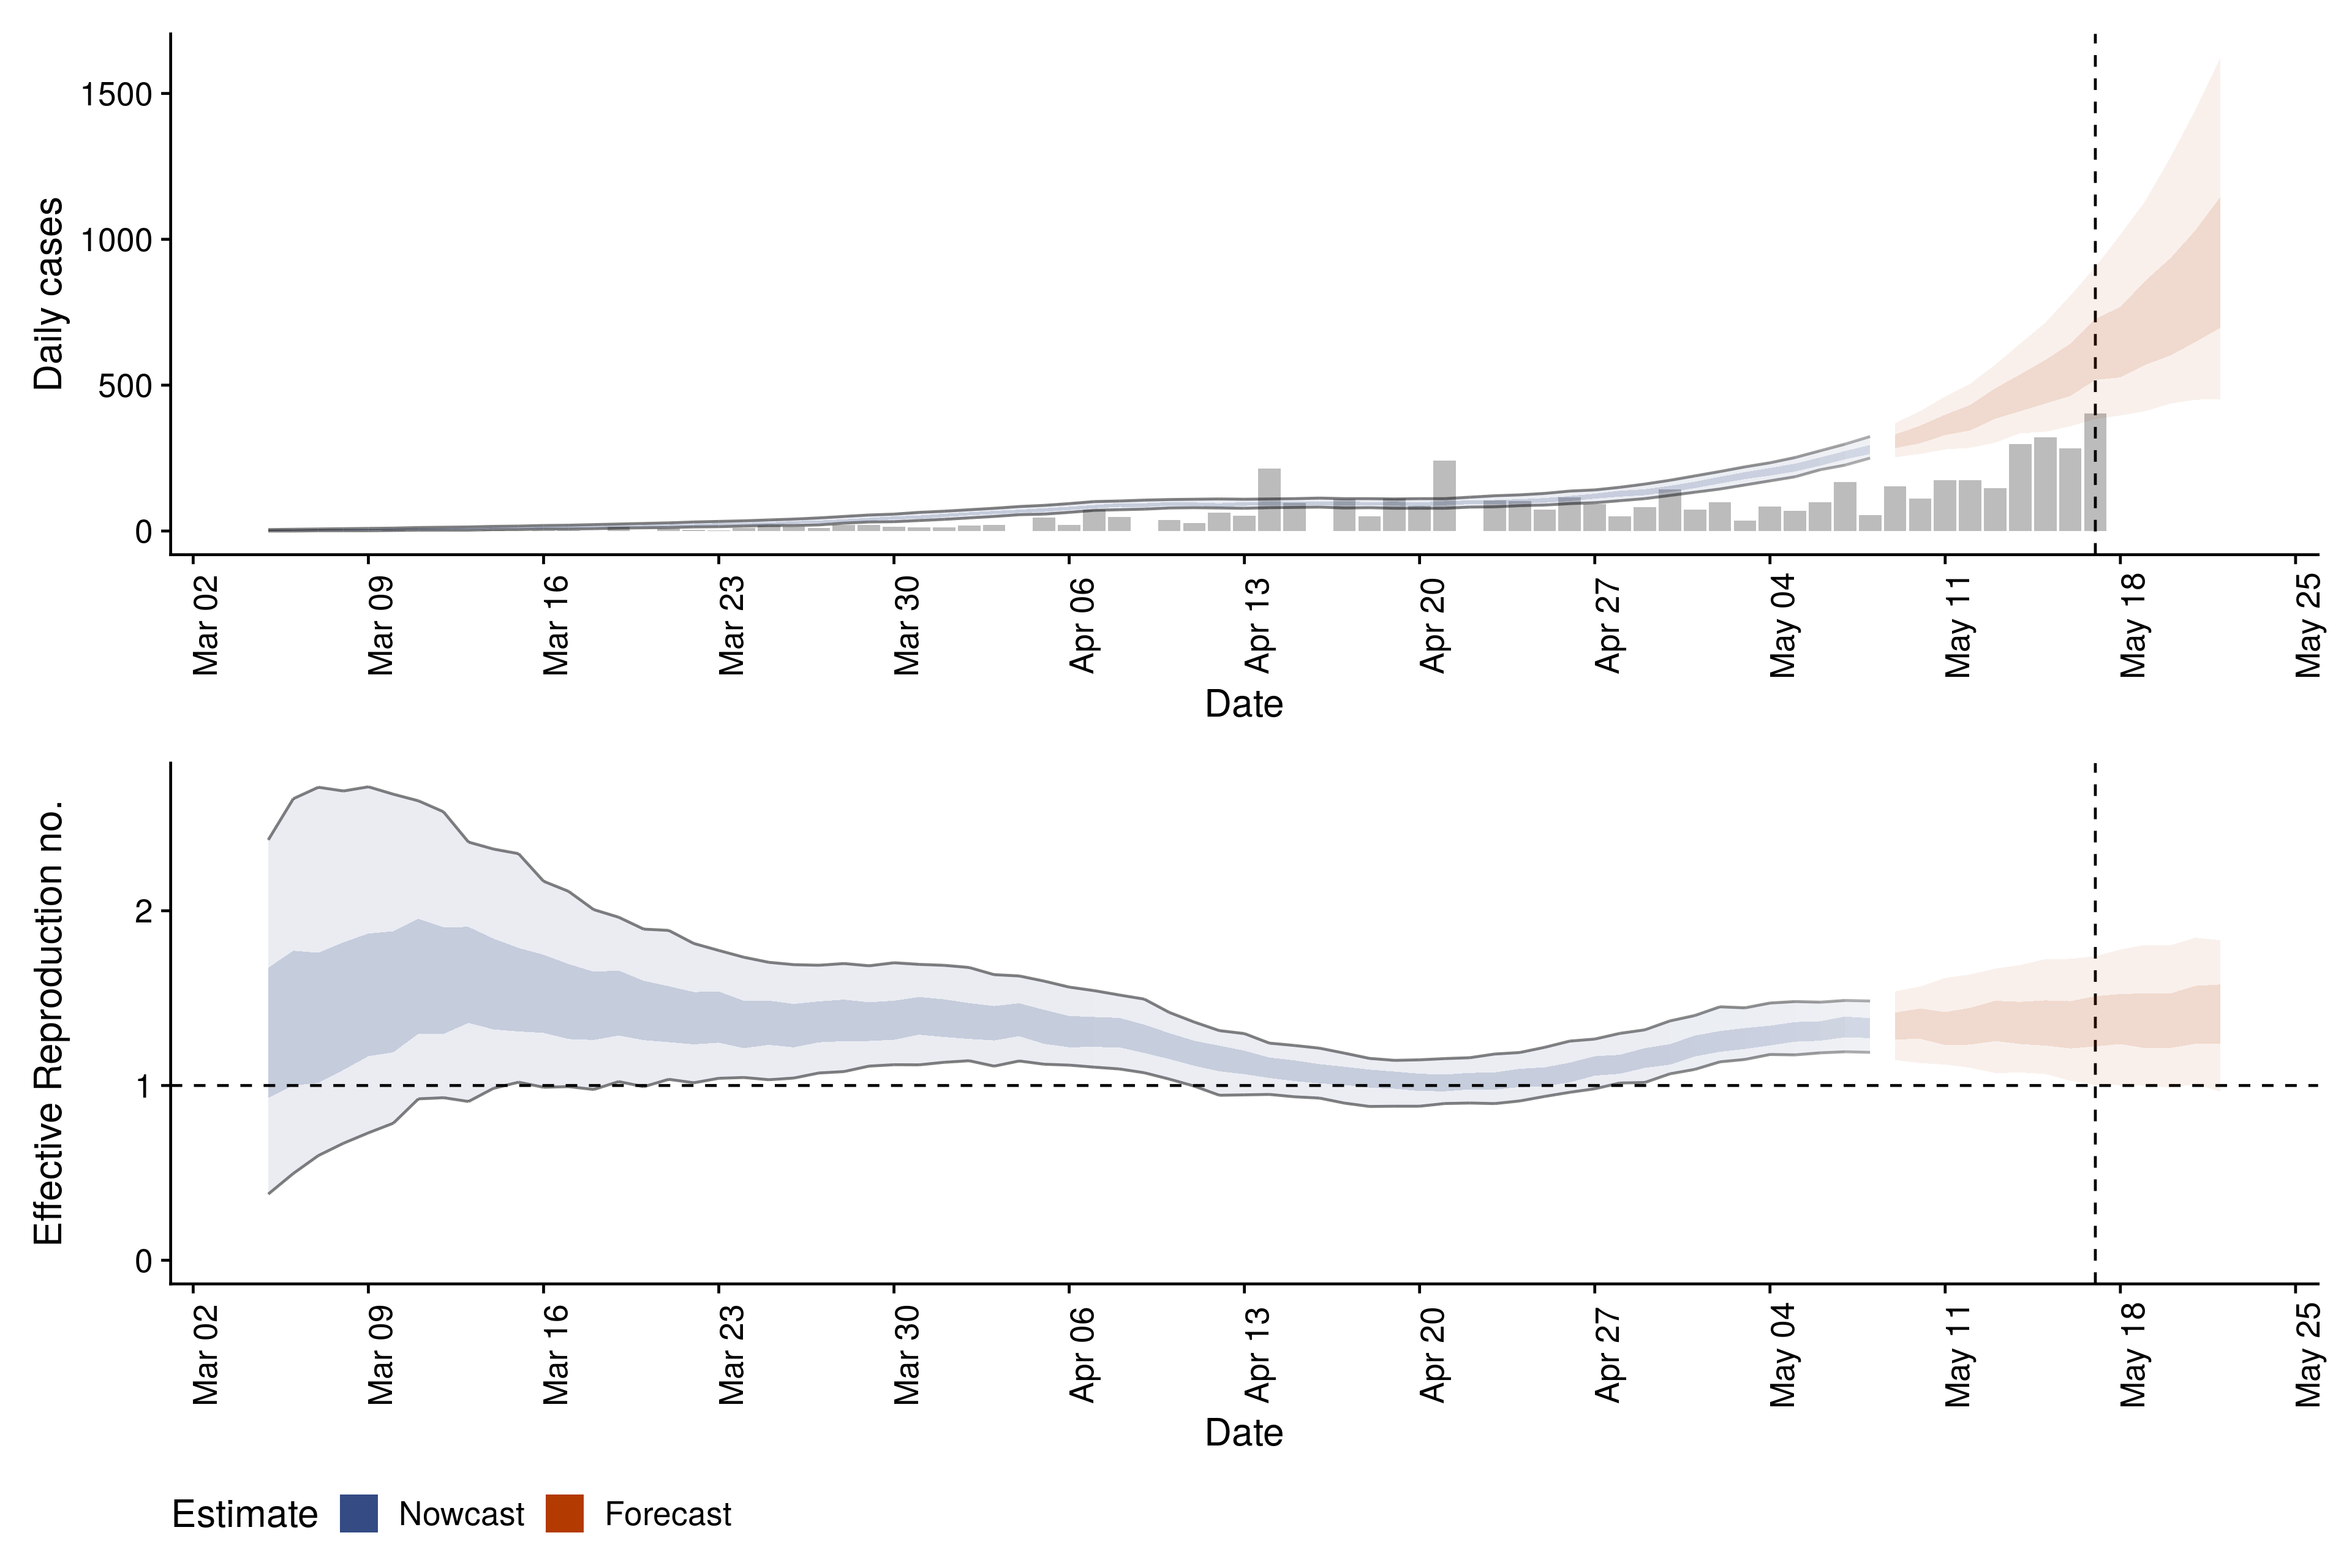 Daily cases
1500
1000
500
0
Mar 02
Mar 09
Mar 16
Mar 23
Mar 30
Apr 06
Apr 13
Apr 20
Apr 27
May 04
May 11
May 18
May 25
Date
Effective Reproduction no.
2
1
0
Mar 02
Mar 09
Mar 16
Mar 23
Mar 30
Apr 06
Apr 13
Apr 20
Apr 27
May 04
May 11
May 18
May 25
Date
Estimate Nowcast Forecast